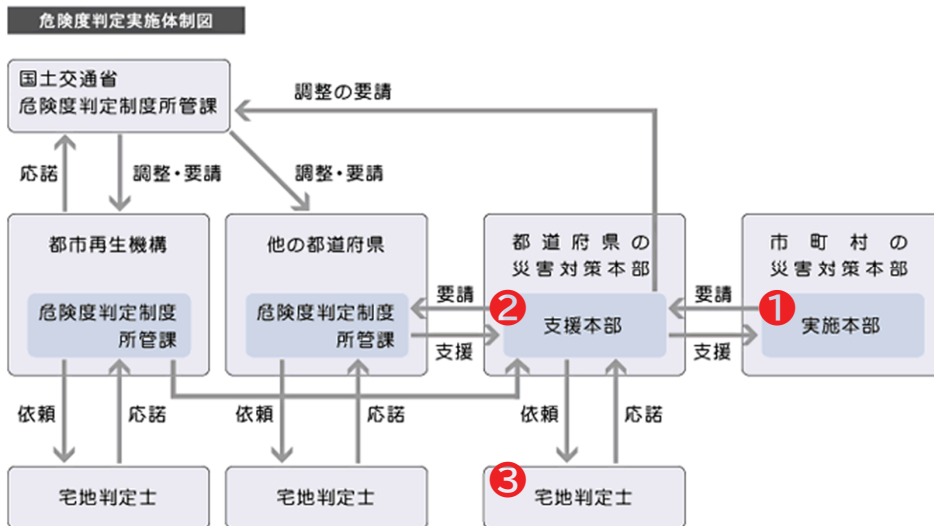 危険度判定実施体制図
国土交通省
危険度判定制度所管課
調整の要請
応諾
調整・要請
調整・要請
都市再生機構
危険度判定制度
所管課
他の都道府県
危険度判定制度
所管課
要請
支援
都道府県の
災害対策本部
2
支援本部
要請
支援
市町村の
災害対策本部
1
実施本部
依頼
応諾
依頼
応諾
依頼
応諾
宅地判定士
宅地判定士
3
宅地判定士